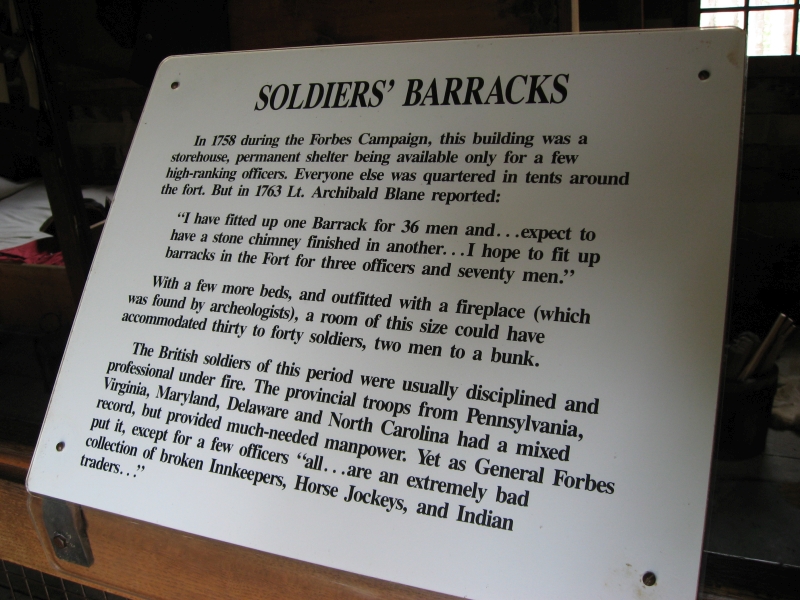 SOLDIERS' BARRACKS
In 1758 during the Forbes Campaign, this building was a
storehouse, permanent shelter being available only for a few
high-ranking officers. Everyone else was quartered in tents around
the fort. But in 1763 Lt. Archibald Blane reported:
"I have fitted up one Barrack for 36 men and...expect to
have a stone chimney finished in another...I hope to fit up
barracks in the Fort for three officers and seventy men."
With a few more beds, and outfitted with a fireplace (which
was found by archeologists), a room of this size could have
accommodated thirty to forty soldiers, two men to a bunk.
The British soldiers of this period were usually disciplined and
professional under fire. The provincial troops from Pennsylvania,
Virginia, Maryland, Delaware and North Carolina had a mixed
record, but provided much-needed manpower. Yet as General Forbes
put it, except for a few officers "all...are an extremely bad
collection of broken Innkeepers, Horse Jockeys, and Indian
traders..."